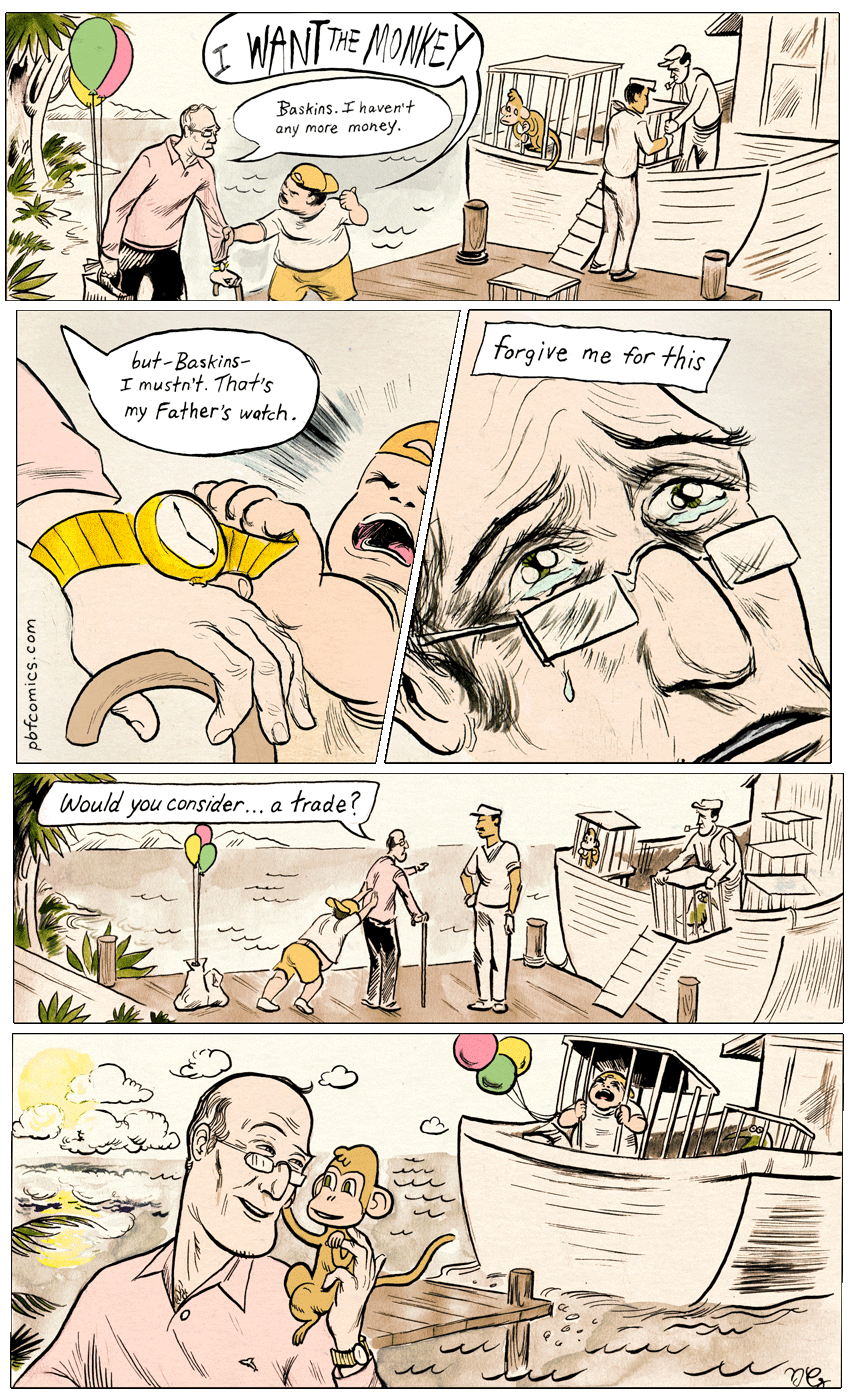 I WANT THE MONKEY
Baskins. I haven't
any more money.
but-Baskins-
I mustn't. That's
my Father's watch.
forgive me for this
pbfcomics.com
Would you consider... a trade?